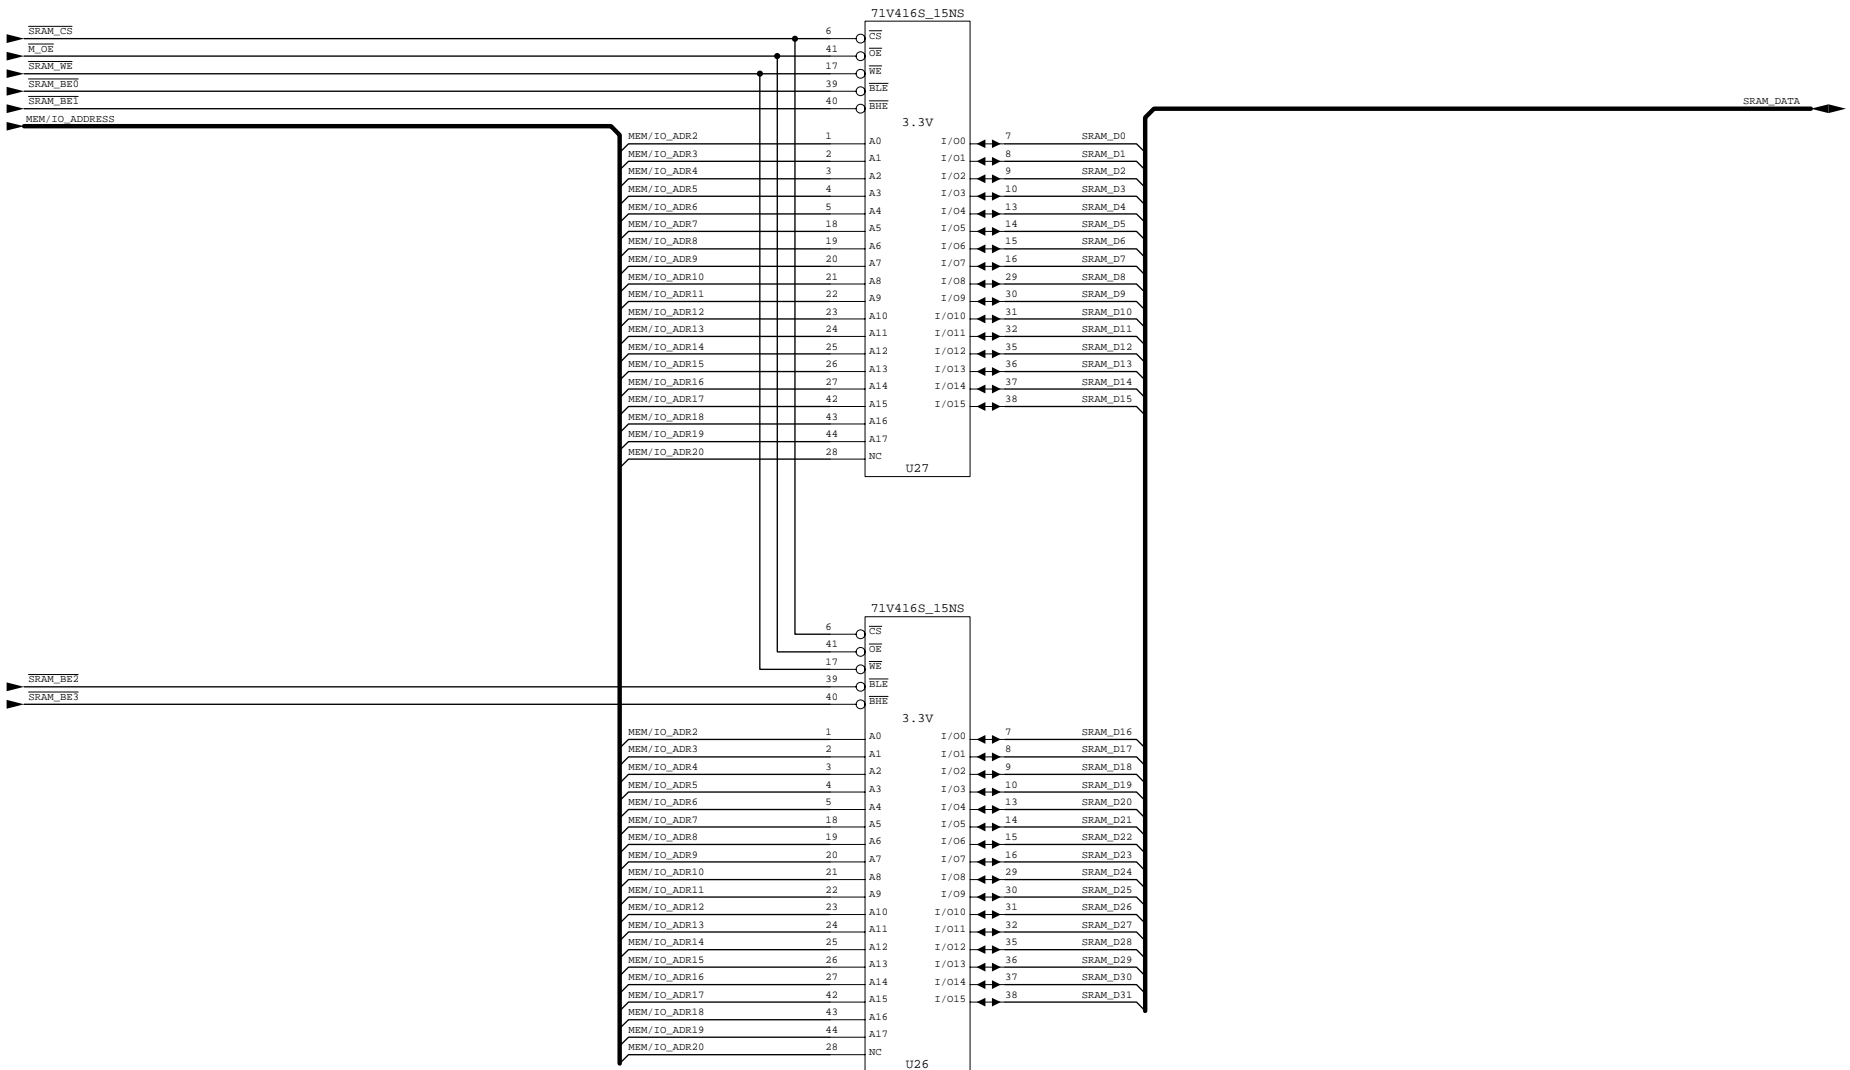 71V416S_15NS
SRAM_CS 6 CS
M_OE 41 OE
SRAM_WE 17 WE
SRAM_BE0 39 BLE
SRAM_BE1 40 BHE
SRAM_DATA
MEM/IO_ADDRESS
3.3V
MEM/IO_ADR2 1 A0 I/O0 7 SRAM_D0
MEM/IO_ADR3 2 A1 I/O1 8 SRAM_D1
MEM/IO_ADR4 3 A2 I/O2 9 SRAM_D2
MEM/IO_ADR5 4 A3 I/O3 10 SRAM_D3
MEM/IO_ADR6 5 A4 I/O4 13 SRAM_D4
MEM/IO_ADR7 18 A5 I/O5 14 SRAM_D5
MEM/IO_ADR8 19 A6 I/O6 15 SRAM_D6
MEM/IO_ADR9 20 A7 I/O7 16 SRAM_D7
MEM/IO_ADR10 21 A8 I/O8 29 SRAM_D8
MEM/IO_ADR11 22 A9 I/O9 30 SRAM_D9
MEM/IO_ADR12 23 A10 I/O10 31 SRAM_D10
MEM/IO_ADR13 24 A11 I/O11 32 SRAM_D11
MEM/IO_ADR14 25 A12 I/O12 35 SRAM_D12
MEM/IO_ADR15 26 A13 I/O13 36 SRAM_D13
MEM/IO_ADR16 27 A14 I/O14 37 SRAM_D14
MEM/IO_ADR17 42 A15 I/O15 38 SRAM_D15
MEM/IO_ADR18 43 A16
MEM/IO_ADR19 44 A17
MEM/IO_ADR20 28 NC
U27
71V416S_15NS
6 CS
41 OE
17 WE
SRAM_BE2 39 BLE
SRAM_BE3 40 BHE
3.3V
MEM/IO_ADR2 1 A0 I/O0 7 SRAM_D16
MEM/IO_ADR3 2 A1 I/O1 8 SRAM_D17
MEM/IO_ADR4 3 A2 I/O2 9 SRAM_D18
MEM/IO_ADR5 4 A3 I/O3 10 SRAM_D19
MEM/IO_ADR6 5 A4 I/O4 13 SRAM_D20
MEM/IO_ADR7 18 A5 I/O5 14 SRAM_D21
MEM/IO_ADR8 19 A6 I/O6 15 SRAM_D22
MEM/IO_ADR9 20 A7 I/O7 16 SRAM_D23
MEM/IO_ADR10 21 A8 I/O8 29 SRAM_D24
MEM/IO_ADR11 22 A9 I/O9 30 SRAM_D25
MEM/IO_ADR12 23 A10 I/O10 31 SRAM_D26
MEM/IO_ADR13 24 A11 I/O11 32 SRAM_D27
MEM/IO_ADR14 25 A12 I/O12 35 SRAM_D28
MEM/IO_ADR15 26 A13 I/O13 36 SRAM_D29
MEM/IO_ADR16 27 A14 I/O14 37 SRAM_D30
MEM/IO_ADR17 42 A15 I/O15 38 SRAM_D31
MEM/IO_ADR18 43 A16
MEM/IO_ADR19 44 A17
MEM/IO_ADR20 28 NC
U26